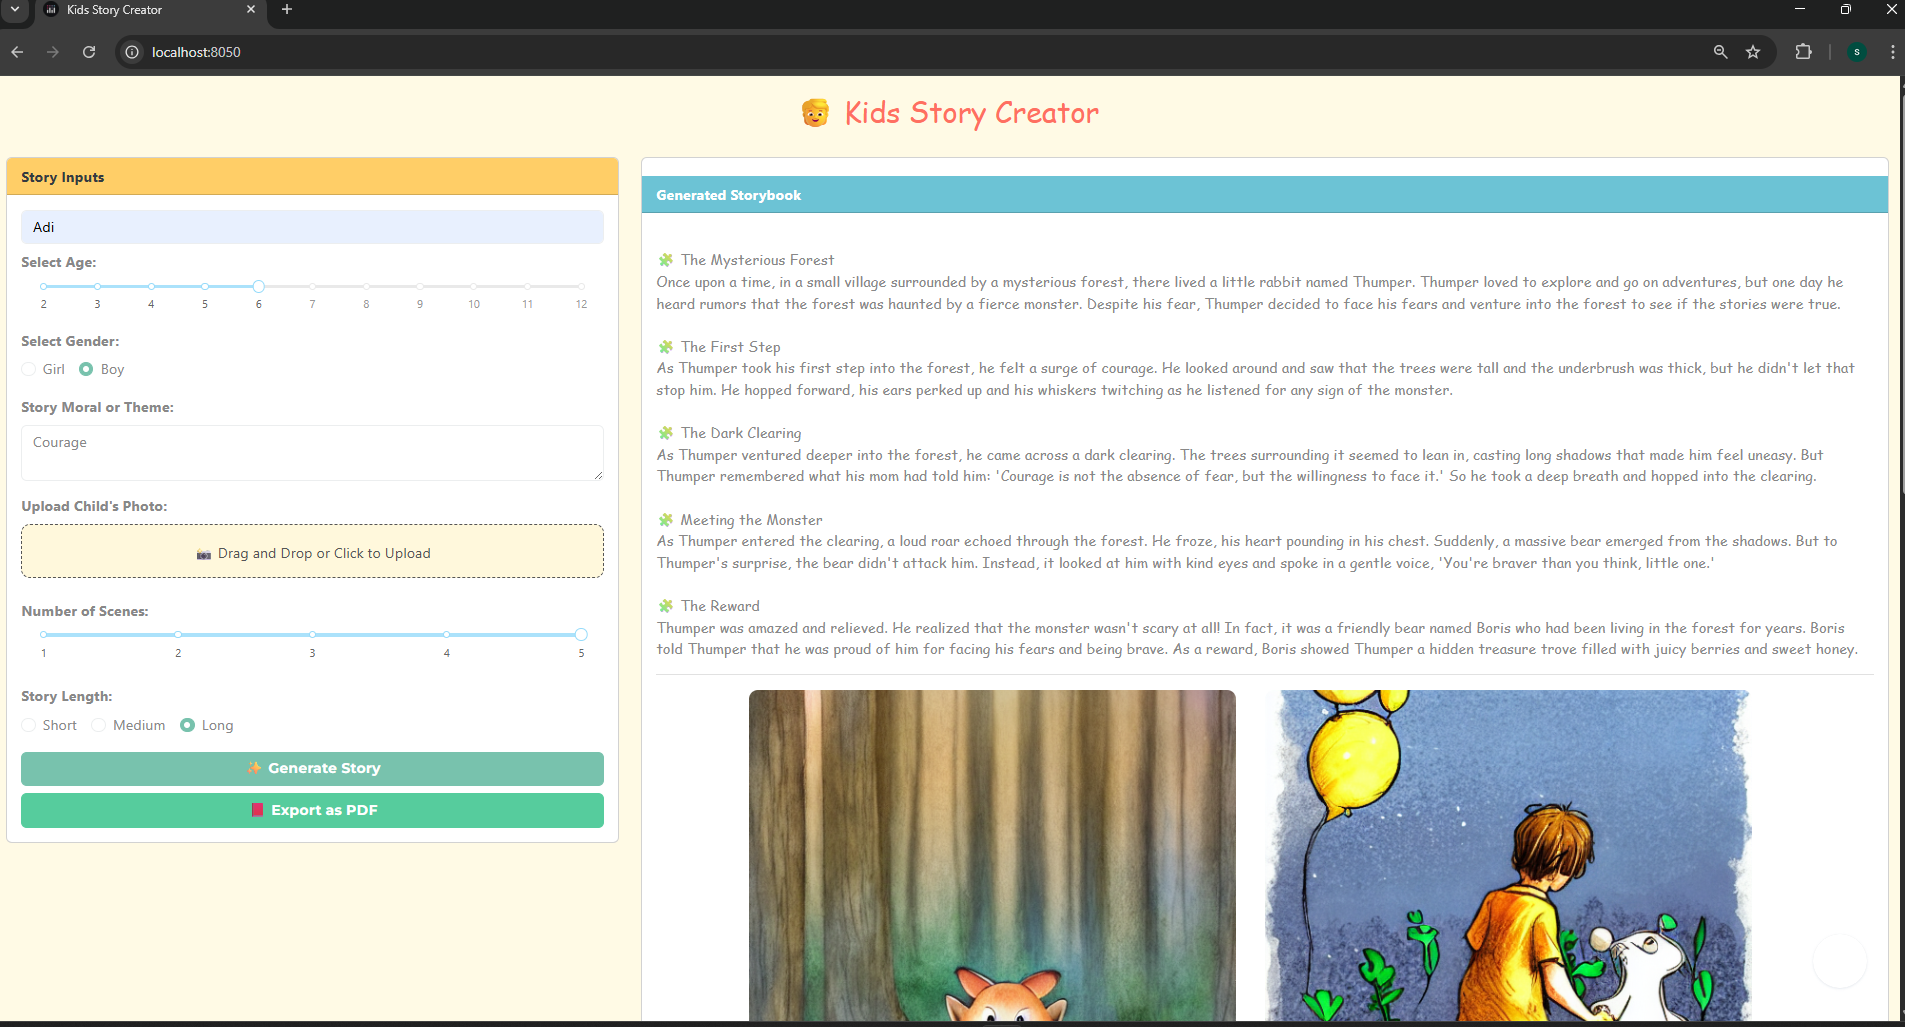 Kids Story Creator
localhost:8050
s
Kids Story Creator
Story Inputs
Adi
Select Age:
2 3 4 5 6 7 8 9 10 11 12
Select Gender:
Girl Boy
Story Moral or Theme:
Courage
Upload Child's Photo:
Drag and Drop or Click to Upload
Number of Scenes:
1 2 3 4 5
Story Length:
Short Medium Long
Generate Story
Export as PDF
Generated Storybook
The Mysterious Forest
Once upon a time, in a small village surrounded by a mysterious forest, there lived a little rabbit named Thumper. Thumper loved to explore and go on adventures, but one day he
heard rumors that the forest was haunted by a fierce monster. Despite his fear, Thumper decided to face his fears and venture into the forest to see if the stories were true.
The First Step
As Thumper took his first step into the forest, he felt a surge of courage. He looked around and saw that the trees were tall and the underbrush was thick, but he didn't let that
stop him. He hopped forward, his ears perked up and his whiskers twitching as he listened for any sign of the monster.
The Dark Clearing
As Thumper ventured deeper into the forest, he came across a dark clearing. The trees surrounding it seemed to lean in, casting long shadows that made him feel uneasy. But
Thumper remembered what his mom had told him: 'Courage is not the absence of fear, but the willingness to face it.' So he took a deep breath and hopped into the clearing.
Meeting the Monster
As Thumper entered the clearing, a loud roar echoed through the forest. He froze, his heart pounding in his chest. Suddenly, a massive bear emerged from the shadows. But to
Thumper's surprise, the bear didn't attack him. Instead, it looked at him with kind eyes and spoke in a gentle voice, 'You're braver than you think, little one.'
The Reward
Thumper was amazed and relieved. He realized that the monster wasn't scary at all! In fact, it was a friendly bear named Boris who had been living in the forest for years. Boris
told Thumper that he was proud of him for facing his fears and being brave. As a reward, Boris showed Thumper a hidden treasure trove filled with juicy berries and sweet honey.